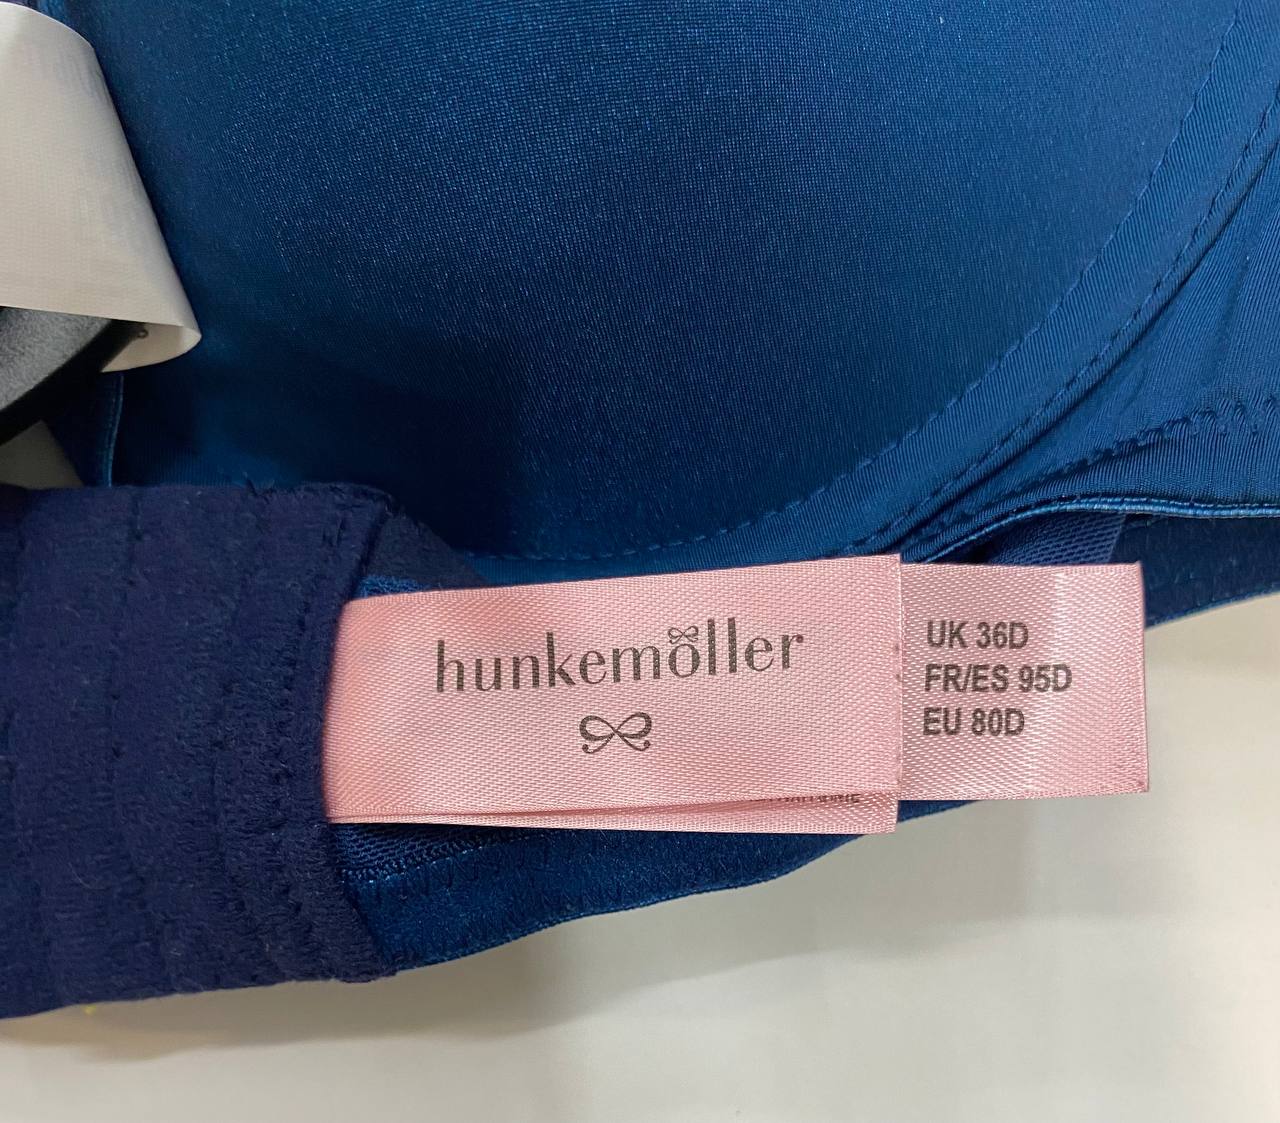 hunkemöller
UK 36D
FR/ES 95D
EU 80D